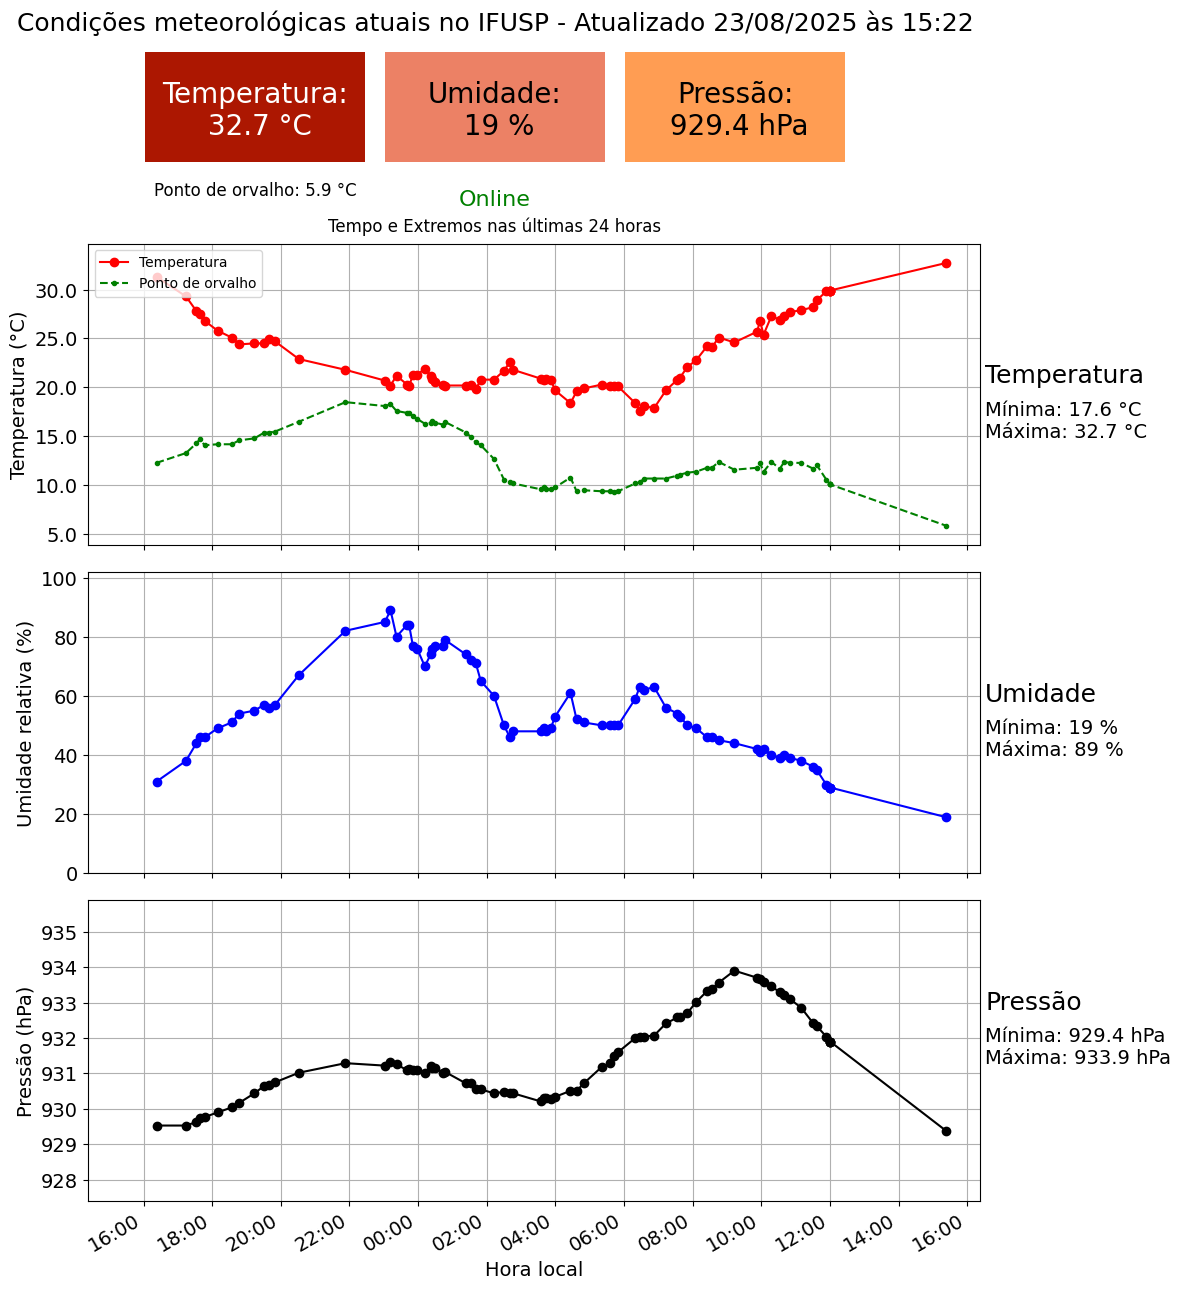 Condições meteorológicas atuais no IFUSP - Atualizado 23/08/2025 às 15:22
Temperatura:
32.7 °C
Umidade:
19 %
Pressão:
929.4 hPa
Ponto de orvalho: 5.9 °C
Online
Tempo e Extremos nas últimas 24 horas
Temperatura
Ponto de orvalho
Temperatura (°C)
30.0
25.0
20.0
15.0
10.0
5.0
Temperatura
Mínima: 17.6 °C
Máxima: 32.7 °C
Umidade relativa (%)
100
80
60
40
20
0
Umidade
Mínima: 19 %
Máxima: 89 %
Pressão (hPa)
935
934
933
932
931
930
929
928
Pressão
Mínima: 929.4 hPa
Máxima: 933.9 hPa
16:00
18:00
20:00
22:00
00:00
02:00
04:00
06:00
08:00
10:00
12:00
14:00
16:00
Hora local